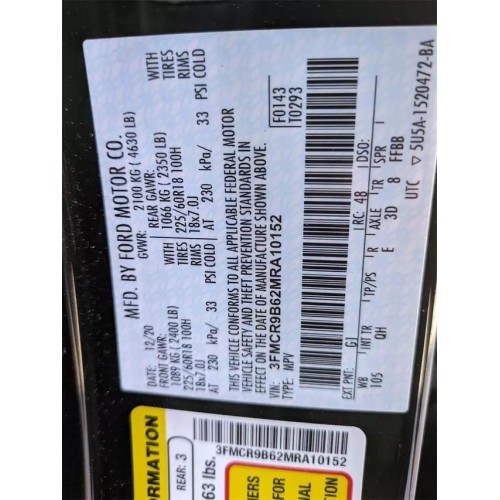 MFD. BY FORD MOTOR CO.
DATE: 12/20 GVWR: 2100 KG (4630 LB)
FRONT GAWR: REAR GAWR:
1089 KG (2400 LB) 1066 KG (2350 LB) WITH
225/60R18 100H TIRES 225/60R18 100H TIRES
18x7.0J RIMS 18x7.0J RIMS
AT 230 kPa/ 33 PSI COLD AT 230 kPa/ 33 PSI COLD
THIS VEHICLE CONFORMS TO ALL APPLICABLE FEDERAL MOTOR
VEHICLE SAFETY AND THEFT PREVENTION STANDARDS IN
EFFECT ON THE DATE OF MANUFACTURE SHOWN ABOVE.
VIN: 3FMCR9B62MRA10152 F0143
TYPE: MPV T0293
EXT PNT: G1 RC: 48 DSO:
WB INT TR TP/PS R AXLE TR SPR
105 QH E 3D 8 FFBB
UTC ▽ 5U5A-1520472-BA
3FMCR9B62MRA10152
ORMATION
REAR: 3
63 lbs.